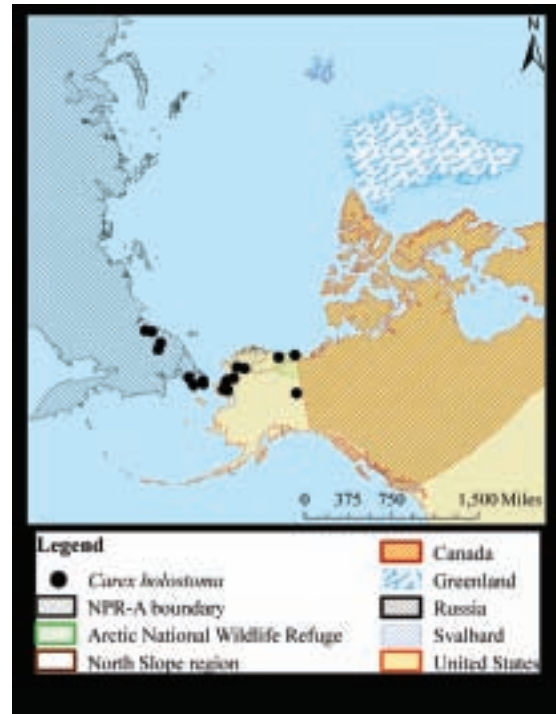 N
0 375 750 1,500 Miles
Legend
Carex holostoma
NPR-A boundary
Arctic National Wildlife Refuge
North Slope region
Canada
Greenland
Russia
Svalbard
United States